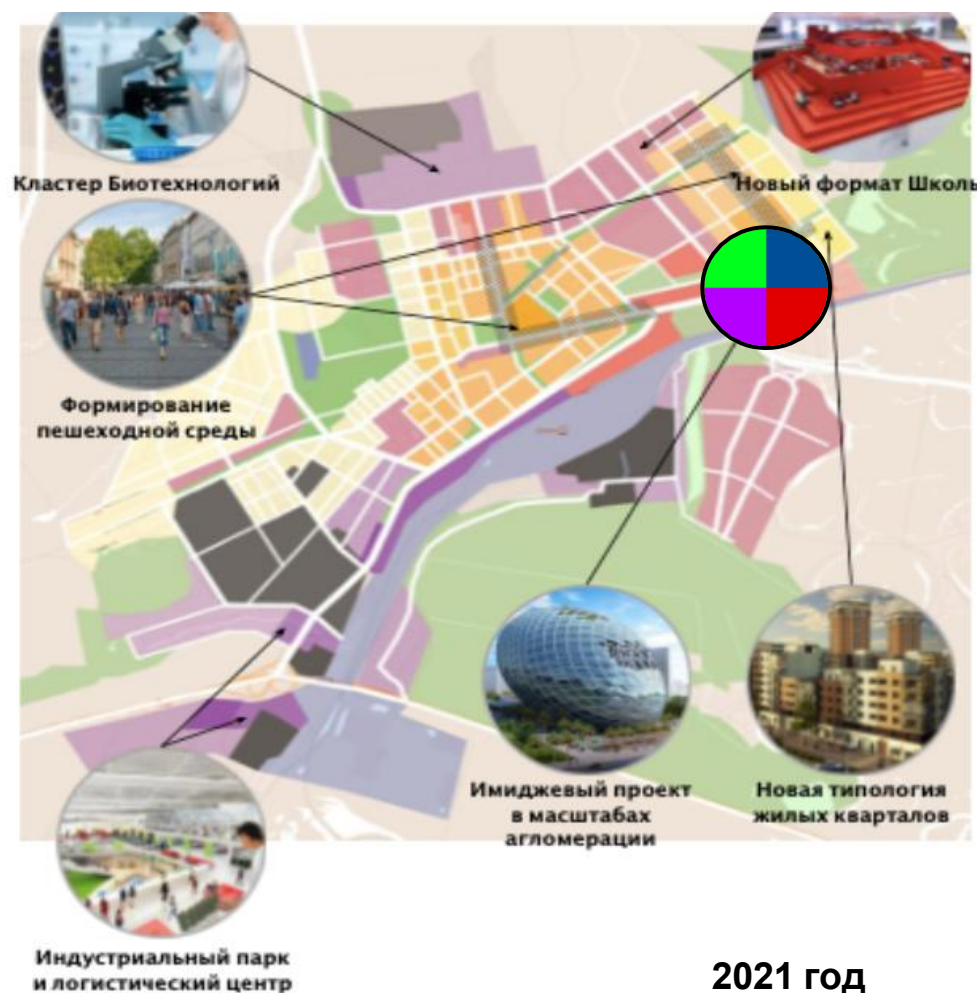 Кластер Биотехнологий
Новый формат Школы
Формирование
пешеходной среды
Имиджевый проект
в масштабах
агломерации
Новая типология
жилых кварталов
Индустриальный парк
и логистический центр
2021 год